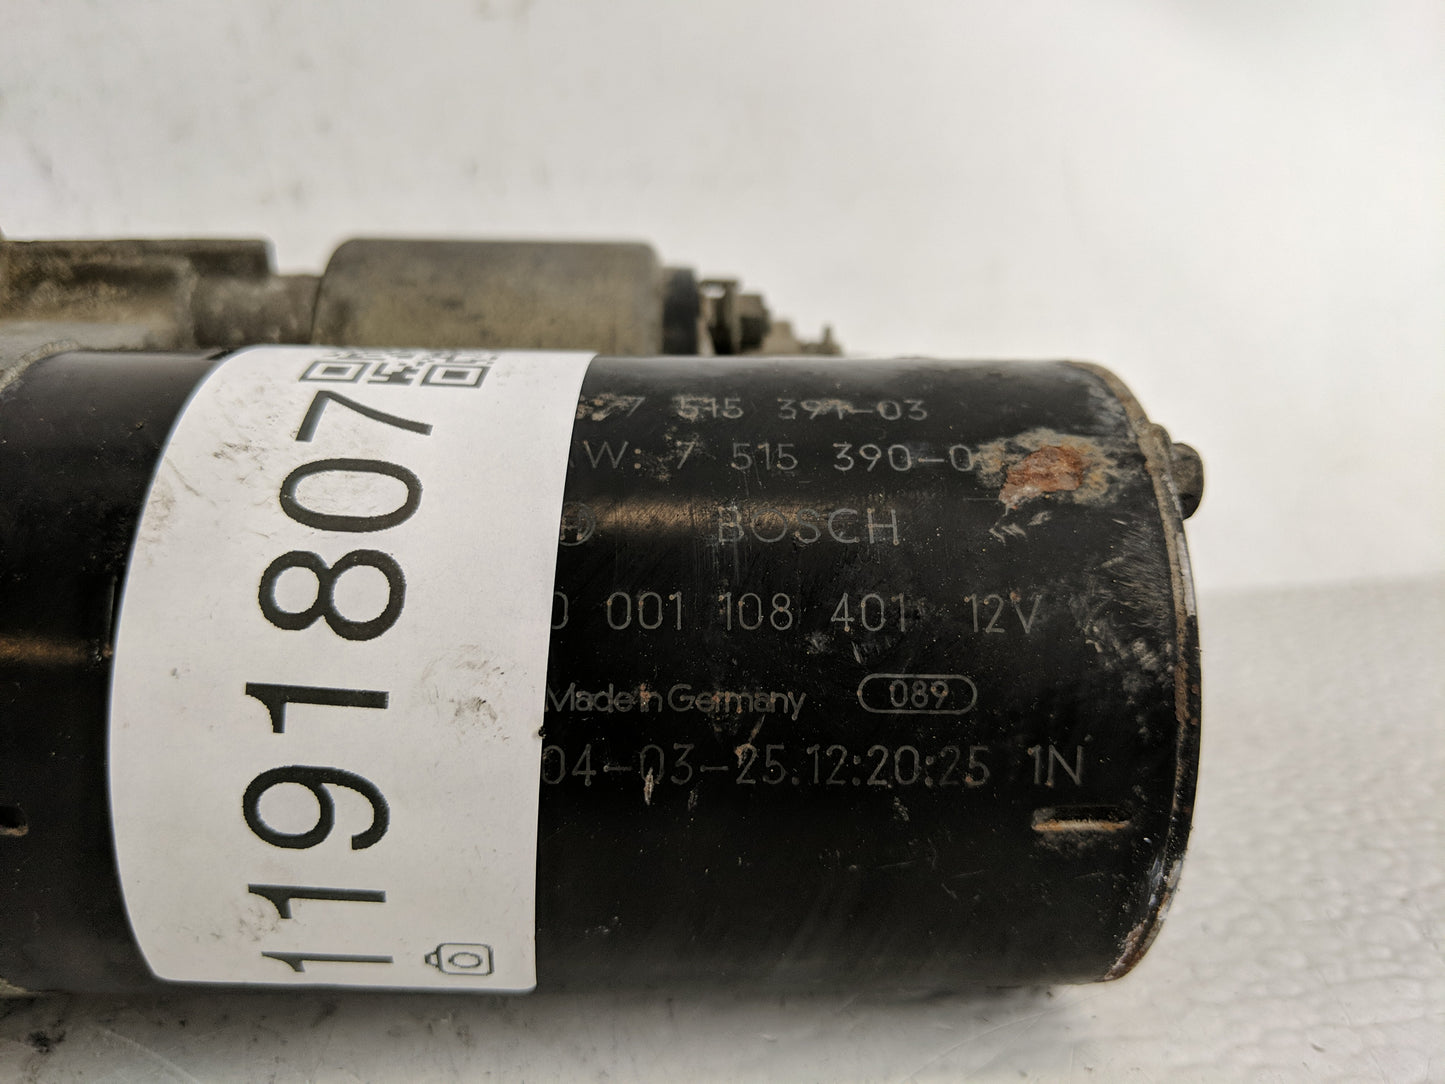 1191807
7 515 391-03
W: 7 515 390-0
BOSCH
0 001 108 401 12V
Made in Germany 089
04-03-25.12:20:25 1N